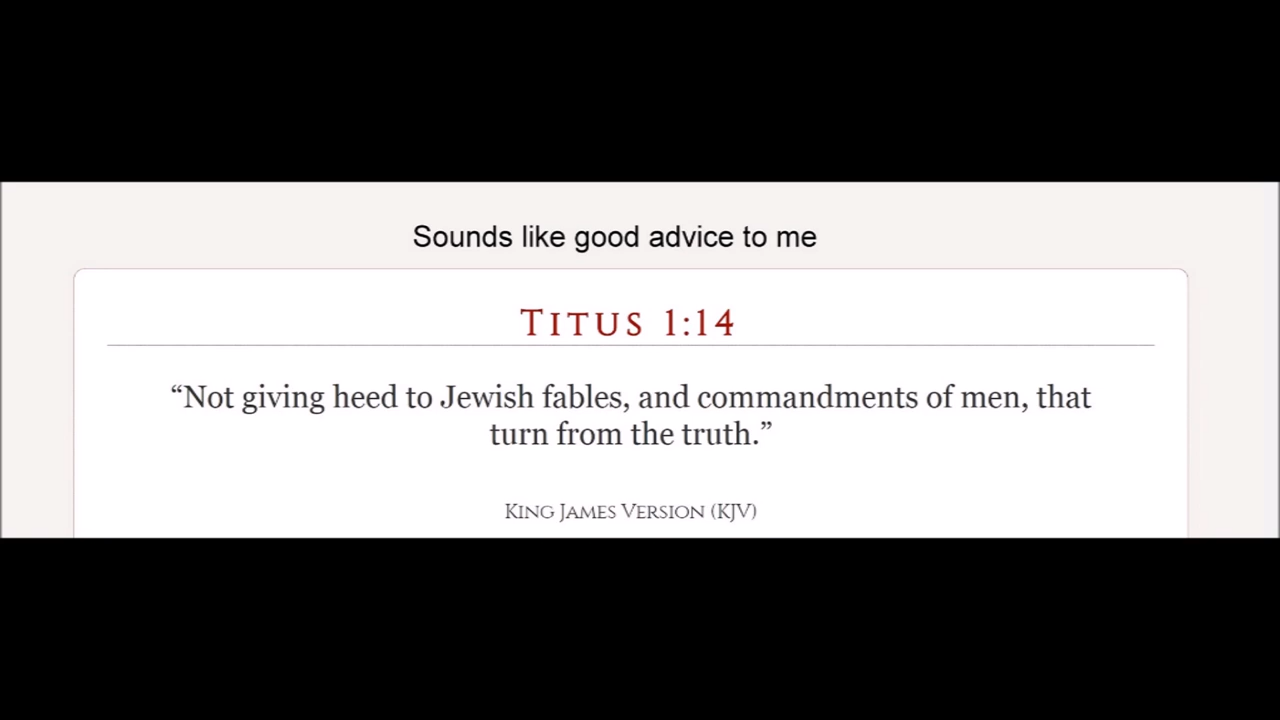 Sounds like good advice to me
TITUS 1:14
“Not giving heed to Jewish fables, and commandments of men, that
turn from the truth.”
KING JAMES VERSION (KJV)